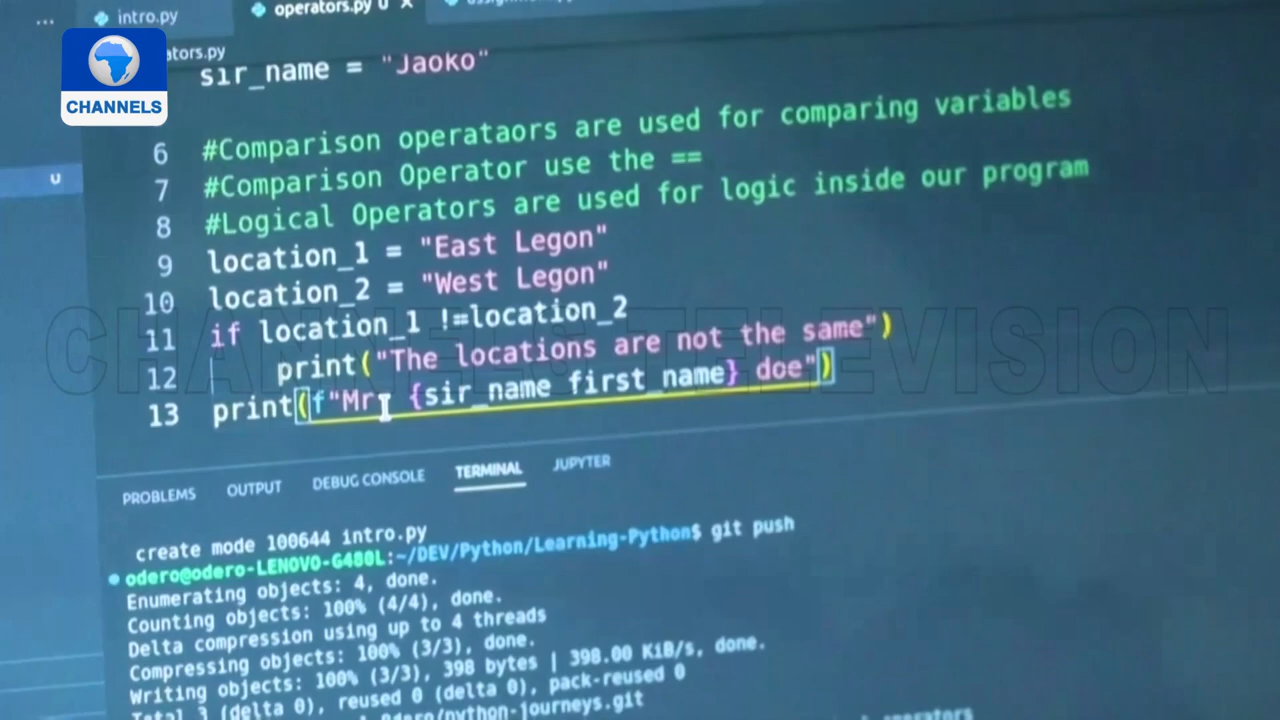 ... intro.py operators.py U ×
CHANNELS
ators.py
sir_name = "Jaoko"
6 #Comparison operataors are used for comparing variables
7 #Comparison Operator use the ==
8 #Logical Operators are used for logic inside our program
U
9 location_1 = "East Legon"
10 location_2 = "West Legon"
11 if location_1 !=location_2
12 print("The locations are not the same")
13 print(f"Mr {sir_name first_name} doe")
CHANNELS TELEVISION
PROBLEMS OUTPUT DEBUG CONSOLE TERMINAL JUPYTER
create mode 100644 intro.py
odero@odero-LENOVO-G480L:~/DEV/Python/Learning-Python$ git push
Enumerating objects: 4, done.
Counting objects: 100% (4/4), done.
Delta compression using up to 4 threads
Compressing objects: 100% (3/3), done.
Writing objects: 100% (3/3), 398 bytes | 398.00 KiB/s, done.
Total 3 (delta 0), reused 0 (delta 0), pack-reused 0
/python-journeys.git
operators